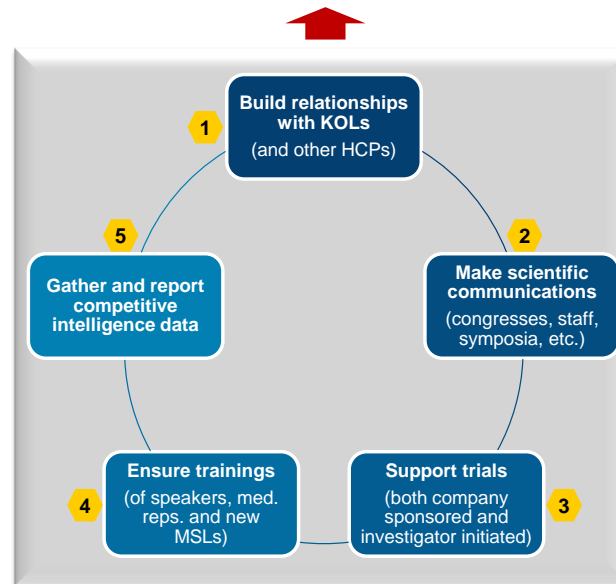 1
Build relationships
with KOLs
(and other HCPs)
2
Make scientific
communications
(congresses, staff,
symposia, etc.)
3
Support trials
(both company
sponsored and
investigator initiated)
4
Ensure trainings
(of speakers, med.
reps. and new
MSLs)
5
Gather and report
competitive
intelligence data